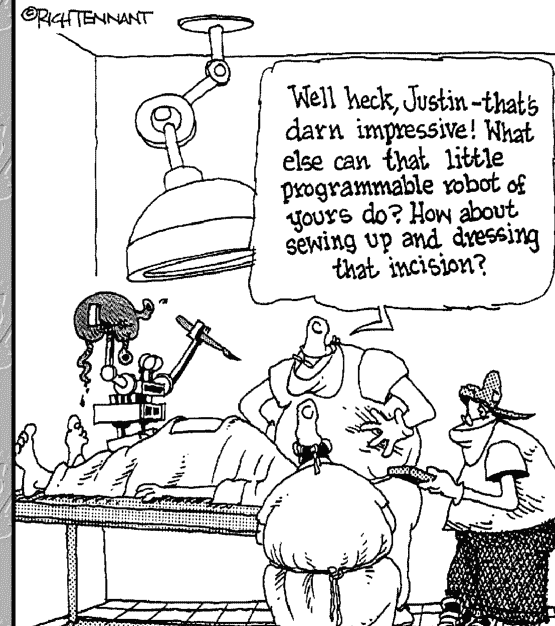 ©RICHTENNANT
Well heck, Justin-that's
darn impressive! What
else can that little
programmable robot of
yours do? How about
sewing up and dressing
that incision?